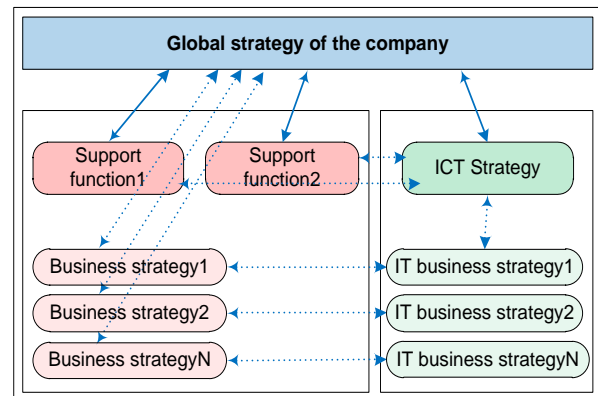 Global strategy of the company
Support
function1
Support
function2
ICT Strategy
Business strategy1
IT business strategy1
Business strategy2
IT business strategy2
Business strategyN
IT business strategyN